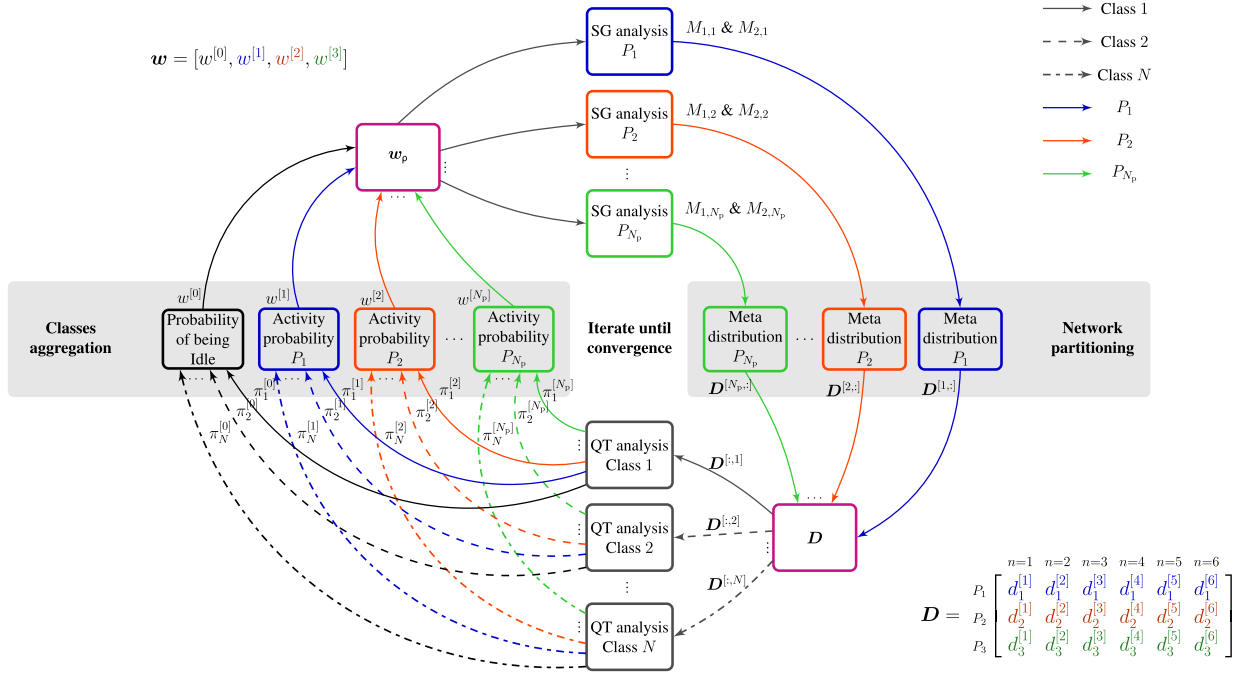 w = [w^{[0]}, w^{[1]}, w^{[2]}, w^{[3]}]
SG analysis
P_1
M_{1,1} & M_{2,1}
SG analysis
P_2
M_{1,2} & M_{2,2}
⋮
SG analysis
P_{N_p}
M_{1,N_p} & M_{2,N_p}
Class 1
Class 2
Class N
P_1
P_2
P_{N_p}
w_ρ
⋮
...
Classes
aggregation
w^{[0]}
Probability
of being
Idle
...
w^{[1]}
Activity
probability
P_1
...
w^{[2]}
Activity
probability
P_2
...
...
w^{[N_p]}
Activity
probability
P_{N_p}
...
Iterate until
convergence
Meta
distribution
P_{N_p}
...
Meta
distribution
P_2
Meta
distribution
P_1
Network
partitioning
D^{[N_p,:]}
D^{[2,:]}
D^{[1,:]}
π_1^{[0]}
π_2^{[0]}
π_N^{[0]}
π_1^{[1]}
π_2^{[1]}
π_N^{[1]}
π_1^{[2]}
π_2^{[2]}
π_N^{[2]}
π_1^{[N_p]}
π_2^{[N_p]}
π_N^{[N_p]}
⋮
QT analysis
Class 1
⋮
QT analysis
Class 2
⋮
⋮
QT analysis
Class N
D^{[:,1]}
D^{[:,2]}
D^{[:,N]}
...
⋮
D
n=1 n=2 n=3 n=4 n=5 n=6
P_1 d_1^{[1]} d_1^{[2]} d_1^{[3]} d_1^{[4]} d_1^{[5]} d_1^{[6]}
D = P_2 d_2^{[1]} d_2^{[2]} d_2^{[3]} d_2^{[4]} d_2^{[5]} d_2^{[6]}
P_3 d_3^{[1]} d_3^{[2]} d_3^{[3]} d_3^{[4]} d_3^{[5]} d_3^{[6]}